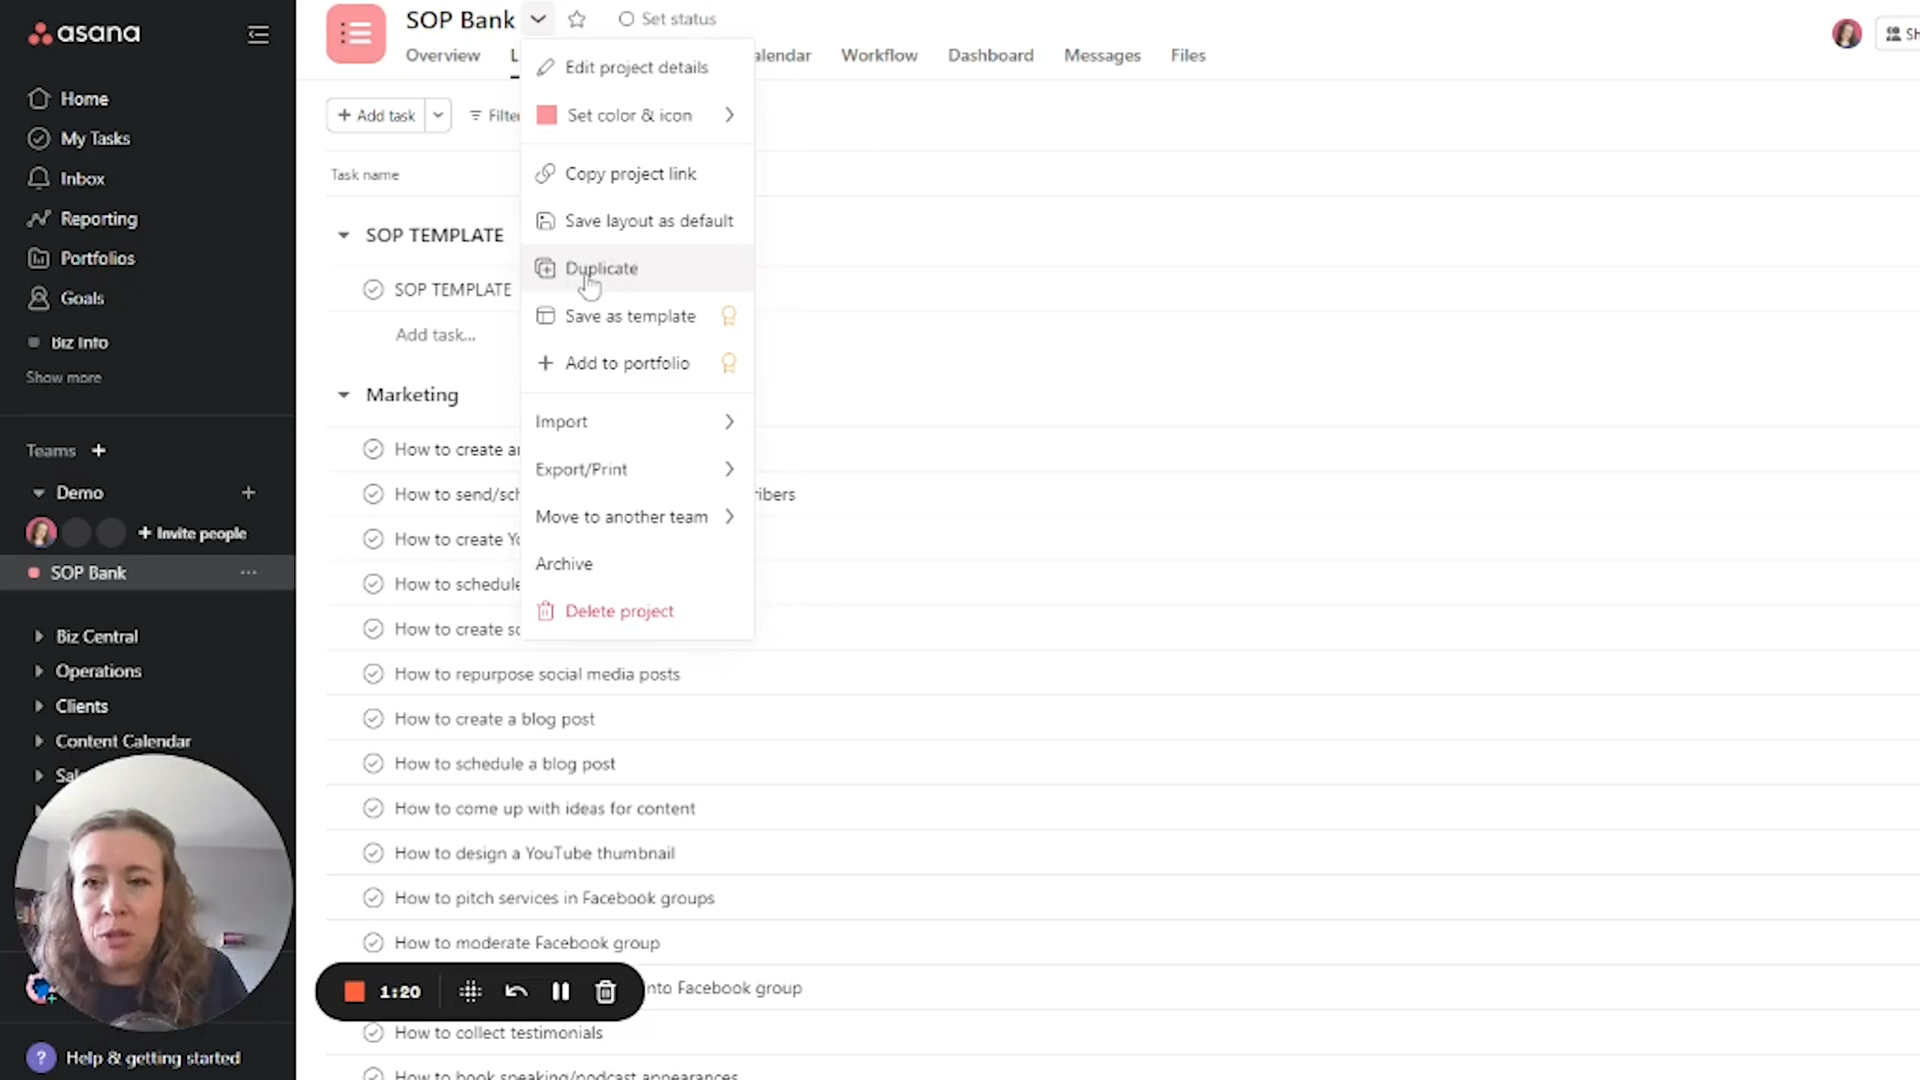 asana
Home
My Tasks
Inbox
Reporting
Portfolios
Goals
Biz Info
Show more
Teams +
Demo
+ Invite people
SOP Bank
Biz Central
Operations
Clients
Content Calendar
? Help & getting started
SOP Bank
Set status
Overview
Workflow
Dashboard
Messages
Files
+ Add task
Task name
SOP TEMPLATE
SOP TEMPLATE
Add task...
Marketing
How to create
How to
How to create
How to schedule
How to create
How to repurpose social media posts
How to create a blog post
How to schedule a blog post
How to come up with ideas for content
How to design a YouTube thumbnail
How to pitch services in Facebook groups
How to moderate Facebook group
Facebook group
How to collect testimonials
How to book speaking/podcast appearances
Edit project details
Set color & icon
Copy project link
Save layout as default
Duplicate
Save as template
Add to portfolio
Import
Export/Print
Move to another team
Archive
Delete project
1:20